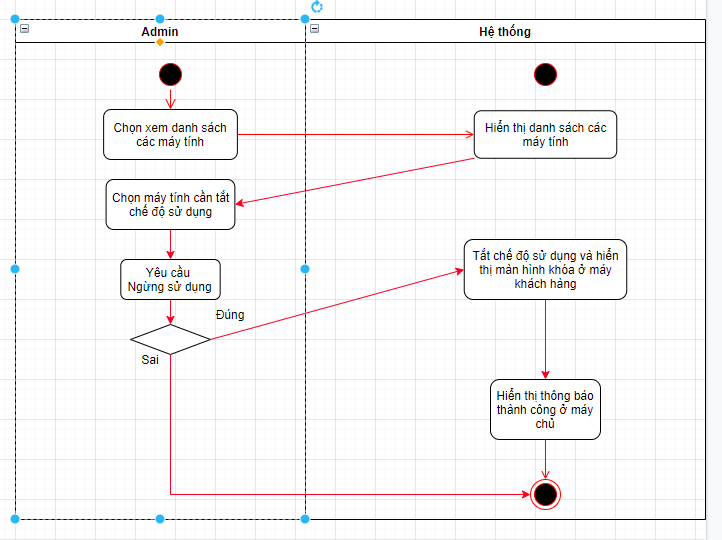 Admin
Hệ thống
Chọn xem danh sách
các máy tính
Hiển thị danh sách các
máy tính
Chọn máy tính cần tắt
chế độ sử dụng
Yêu cầu
Ngừng sử dụng
Tắt chế độ sử dụng và hiển
thị màn hình khóa ở máy
khách hàng
Đúng
Sai
Hiển thị thông báo
thành công ở máy
chủ